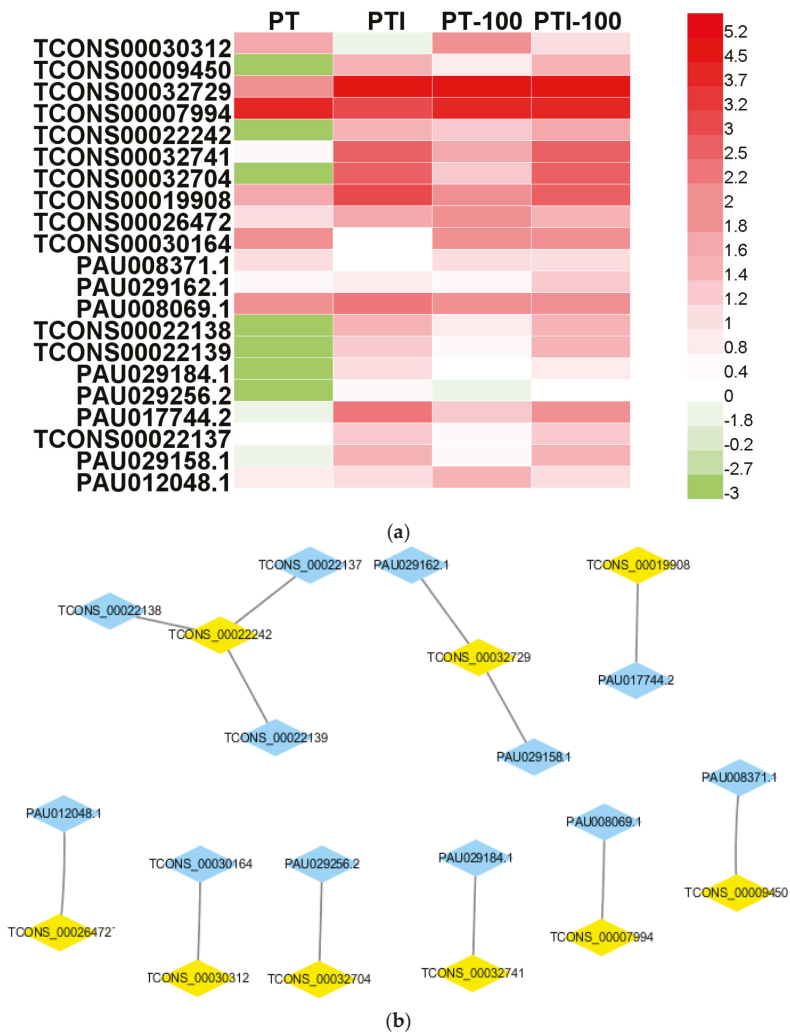 PT PTI PT-100 PTI-100
TCONS00030312
TCONS00009450
TCONS00032729
TCONS00007994
TCONS00022242
TCONS00032741
TCONS00032704
TCONS00019908
TCONS00026472
TCONS00030164
PAU008371.1
PAU029162.1
PAU008069.1
TCONS00022138
TCONS00022139
PAU029184.1
PAU029256.2
PAU017744.2
TCONS00022137
PAU029158.1
PAU012048.1
5.2
4.5
4.7
3.7
3.2
3
2.5
2.2
2
1.8
1.6
1.4
1.2
1
0.8
0.4
0
-1.8
-0.2
-2.7
-3
(a)
TCONS_00022137
PAU029162.1
TCONS_00019908
TCONS_00022138
TCONS_00022242
TCONS_00032729
PAU017744.2
TCONS_00022139
PAU029158.1
PAU008371.1
PAU012048.1
PAU008069.1
TCONS_00030164
PAU029256.2
PAU029184.1
TCONS_00009450
TCONS_00026472
TCONS_00007994
TCONS_00030312
TCONS_00032704
TCONS_00032741
(b)